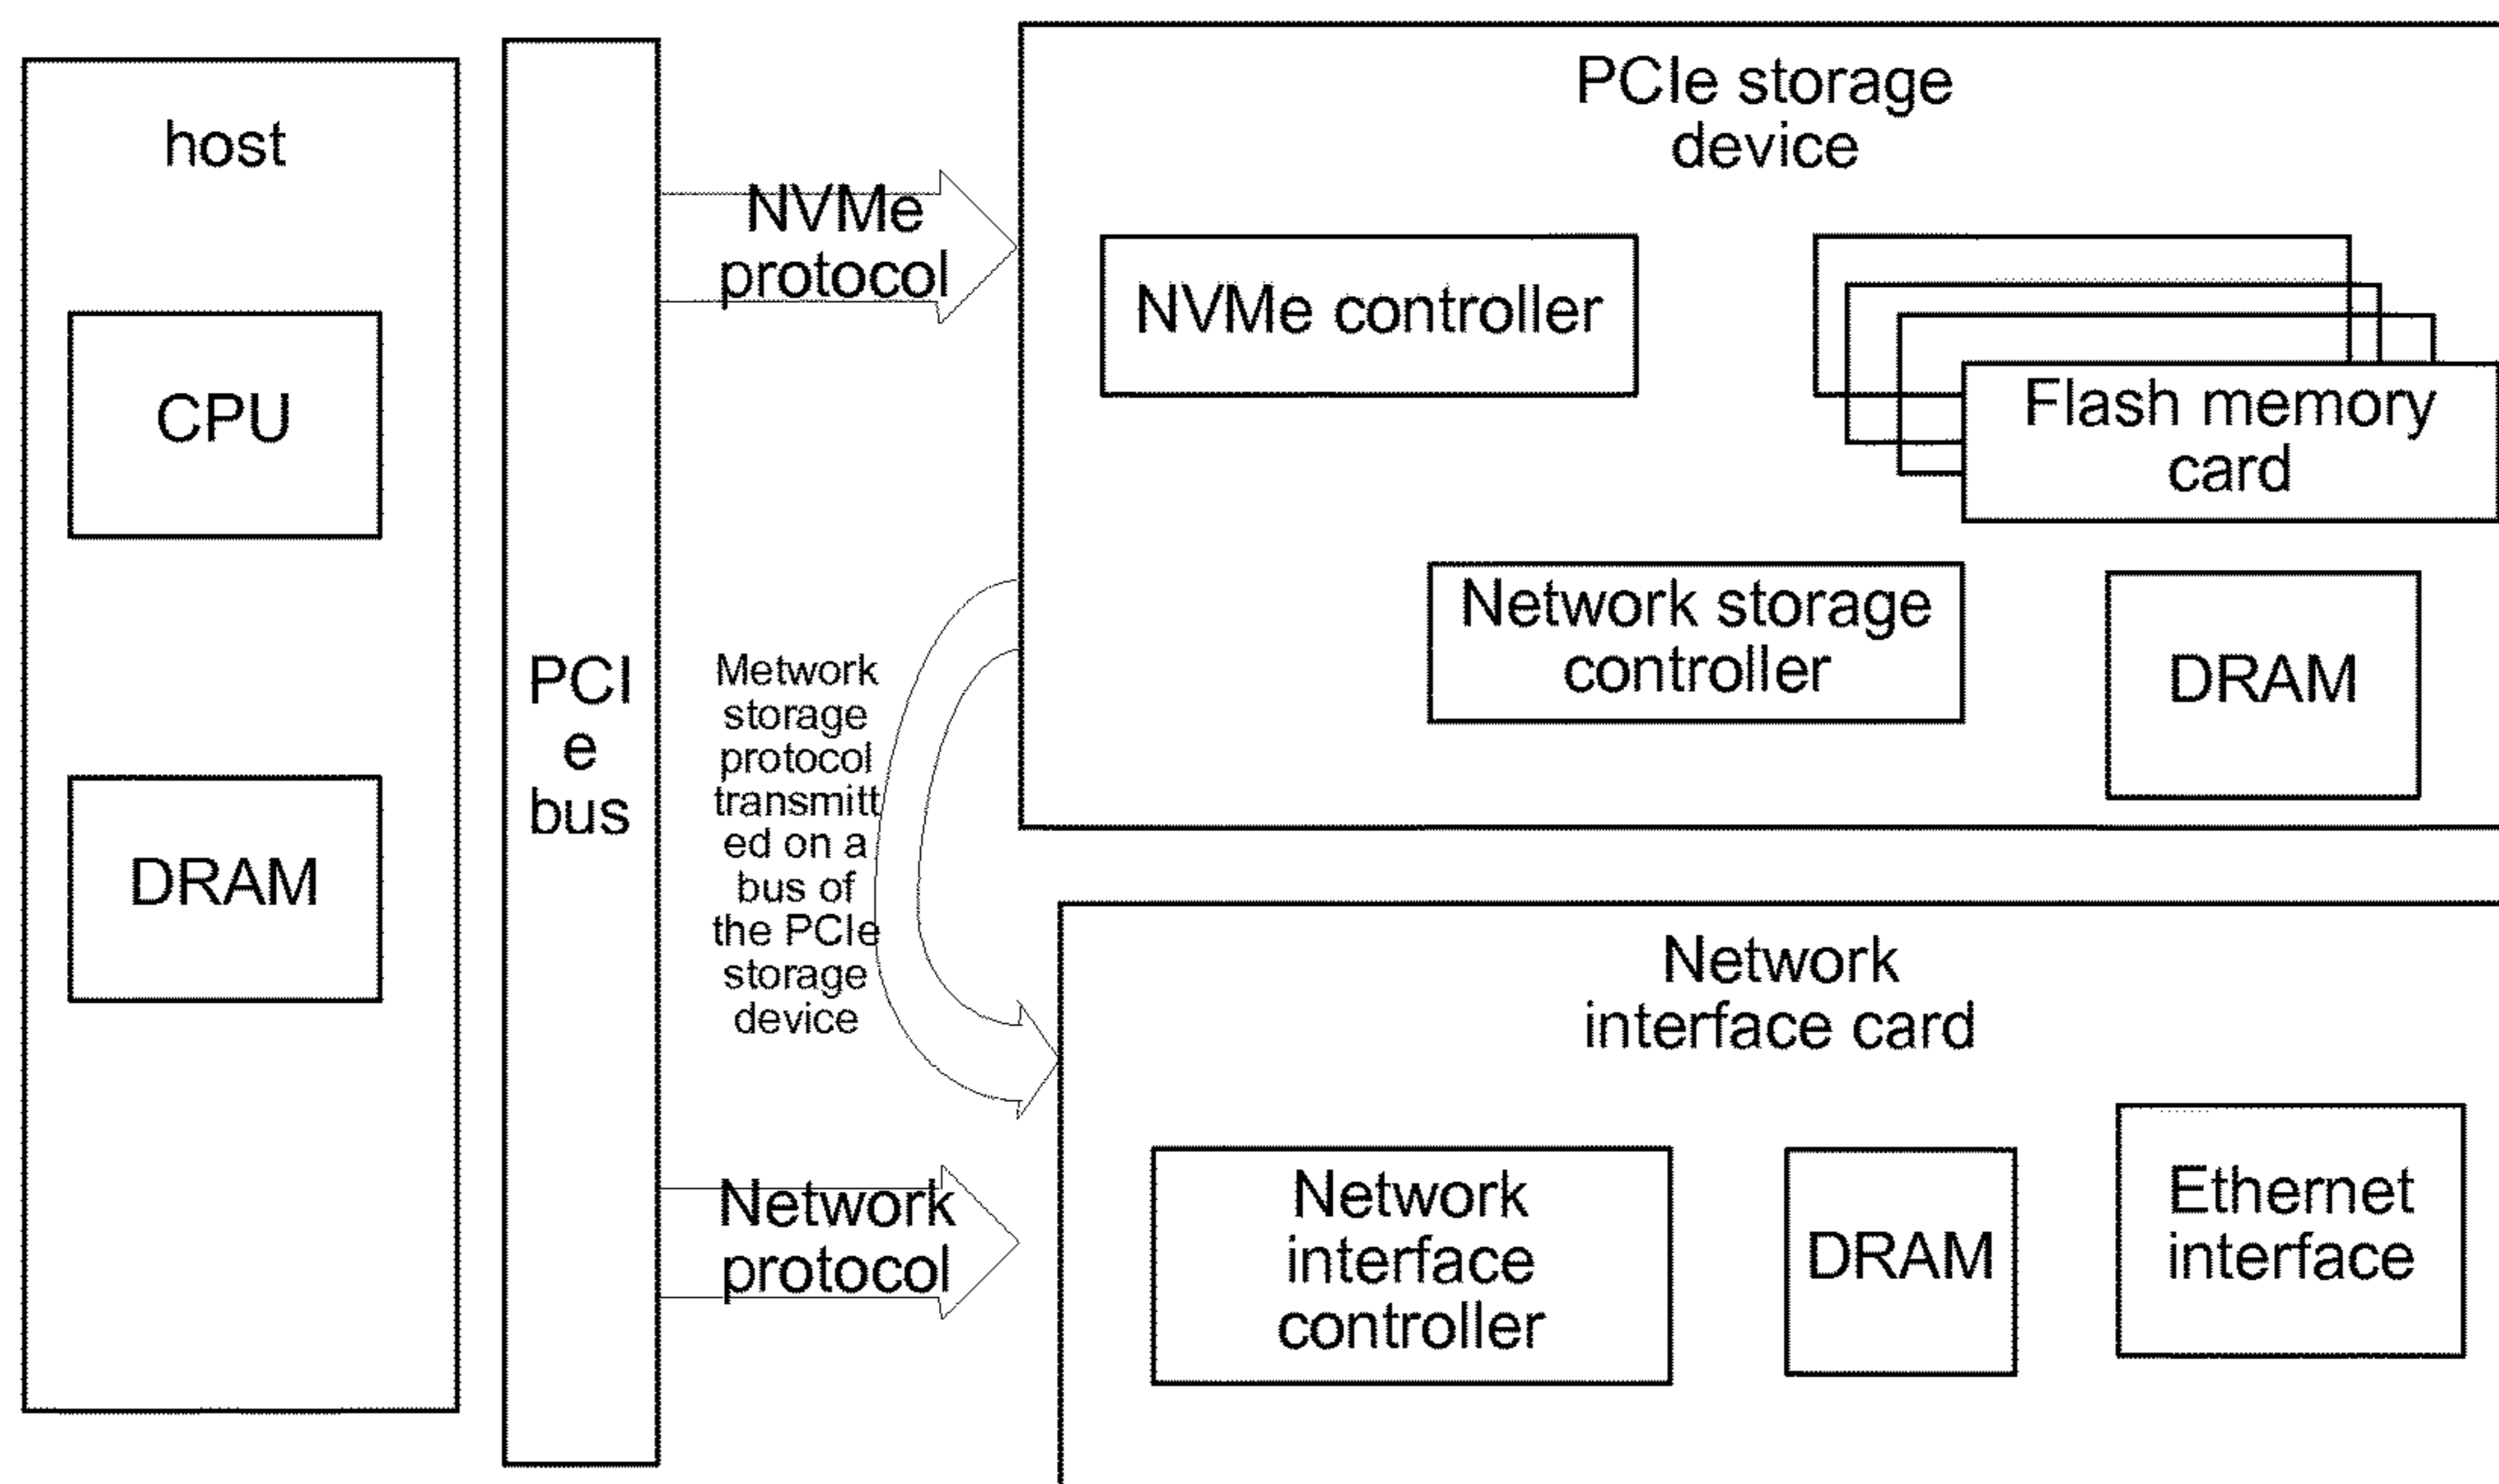 host
CPU
DRAM
PCI
e
bus
NVMe
protocol
Metwork
storage
protocol
transmitt
ed on a
bus of
the PCIe
storage
device
Network
protocol
PCIe storage
device
NVMe controller
Flash memory
card
Network storage
controller
DRAM
Network
interface card
Network
interface
controller
DRAM
Ethernet
interface